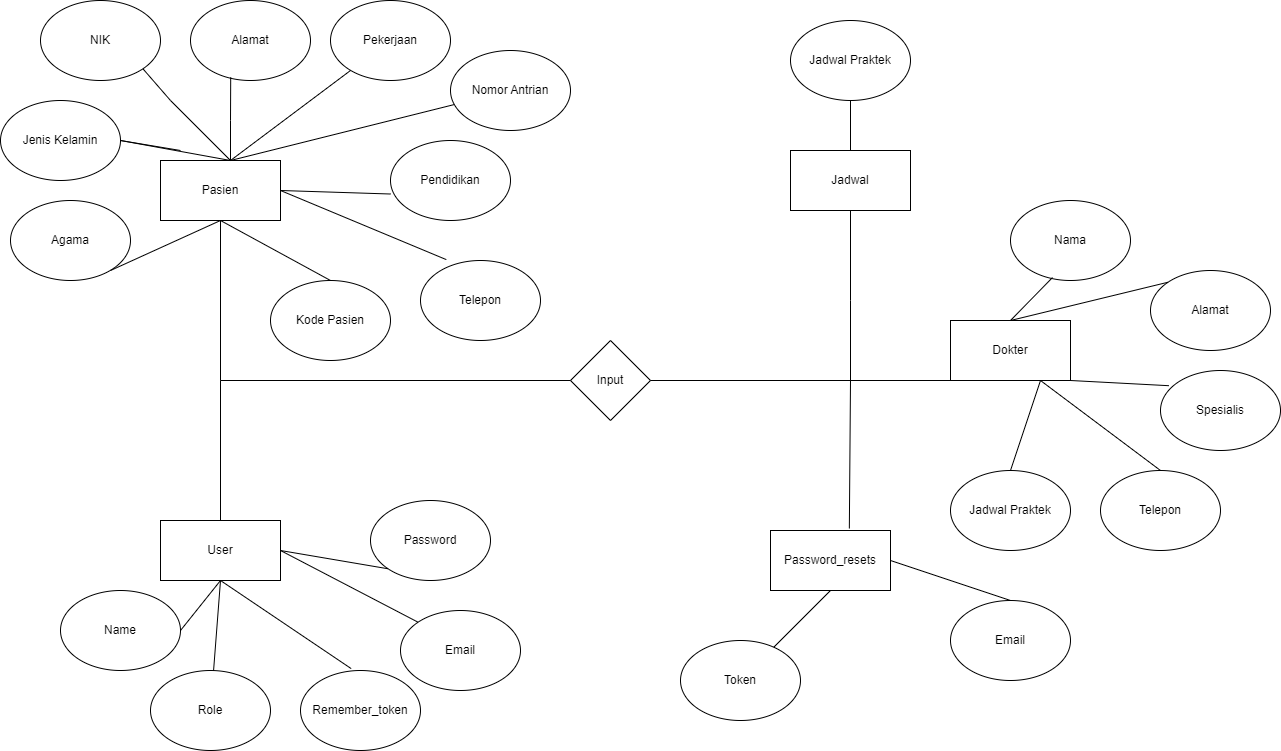 NIK
Alamat
Pekerjaan
Jadwal Praktek
Nomor Antrian
Jenis Kelamin
Pasien
Pendidikan
Jadwal
Agama
Nama
Telepon
Kode Pasien
Alamat
Dokter
Input
Spesialis
Jadwal Praktek
Telepon
User
Password
Password_resets
Name
Email
Email
Role
Remember_token
Token